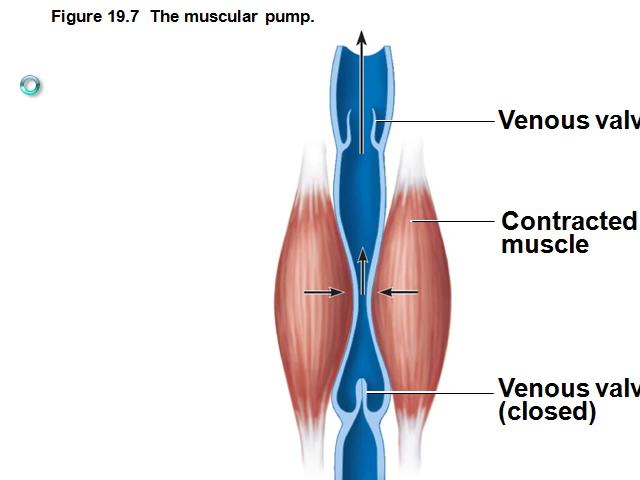 Figure 19.7 The muscular pump.
Venous valv
Contracted
muscle
Venous valv
(closed)